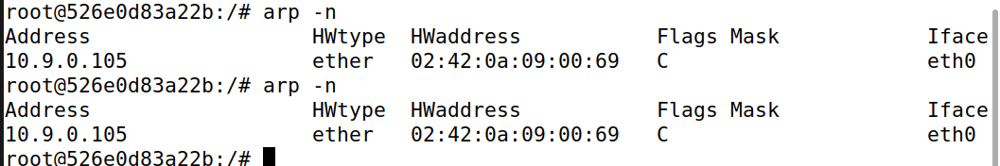 root@526e0d83a22b:/# arp -n
Address                  HWtype  HWaddress           Flags Mask            Iface
10.9.0.105               ether   02:42:0a:09:00:69   C                     eth0
root@526e0d83a22b:/# arp -n
Address                  HWtype  HWaddress           Flags Mask            Iface
10.9.0.105               ether   02:42:0a:09:00:69   C                     eth0
root@526e0d83a22b:/#